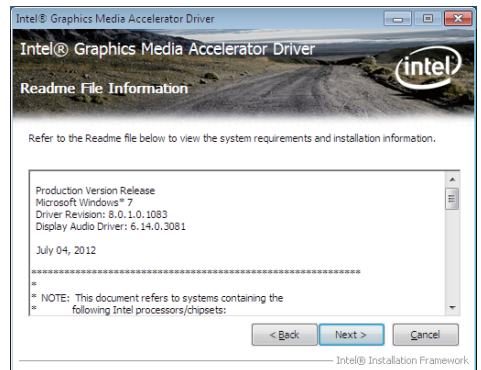 Intel® Graphics Media Accelerator Driver
Intel® Graphics Media Accelerator Driver
intel
Readme File Information
Refer to the Readme file below to view the system requirements and installation information.
Production Version Release
Microsoft Windows* 7
Driver Revision: 8.0.1.0.1083
Display Audio Driver: 6.14.0.3081
July 04, 2012
************************************************************
*
* NOTE: This document refers to systems containing the
* following Intel processors/chipsets:
< Back Next > Cancel
Intel® Installation Framework